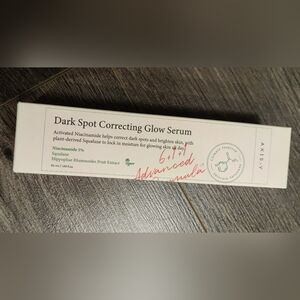 Dark Spot Correcting Glow Serum
Activated Niacinamide helps correct dark spots and brighten skin, with
plant-derived Squalane to lock in moisture for glowing skin all day.
Niacinamide 5%
Squalane
Hippophae Rhamnoides Fruit Extract
Vegan
Advanced
Formula
AXIS-Y